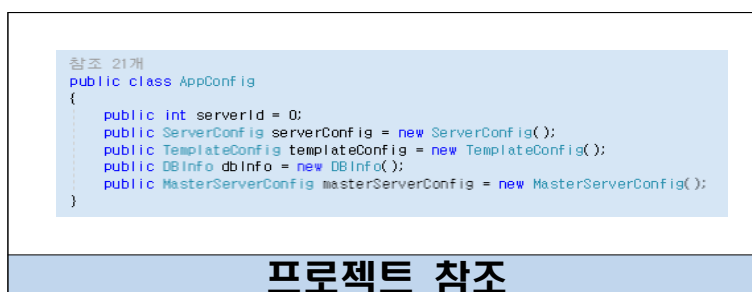 참조 21개
public class AppConfig
{
public int serverId = 0;
public ServerConfig serverConfig = new ServerConfig();
public TemplateConfig templateConfig = new TemplateConfig();
public DBInfo dbInfo = new DBInfo();
public MasterServerConfig masterServerConfig = new MasterServerConfig();
}
프로젝트 참조